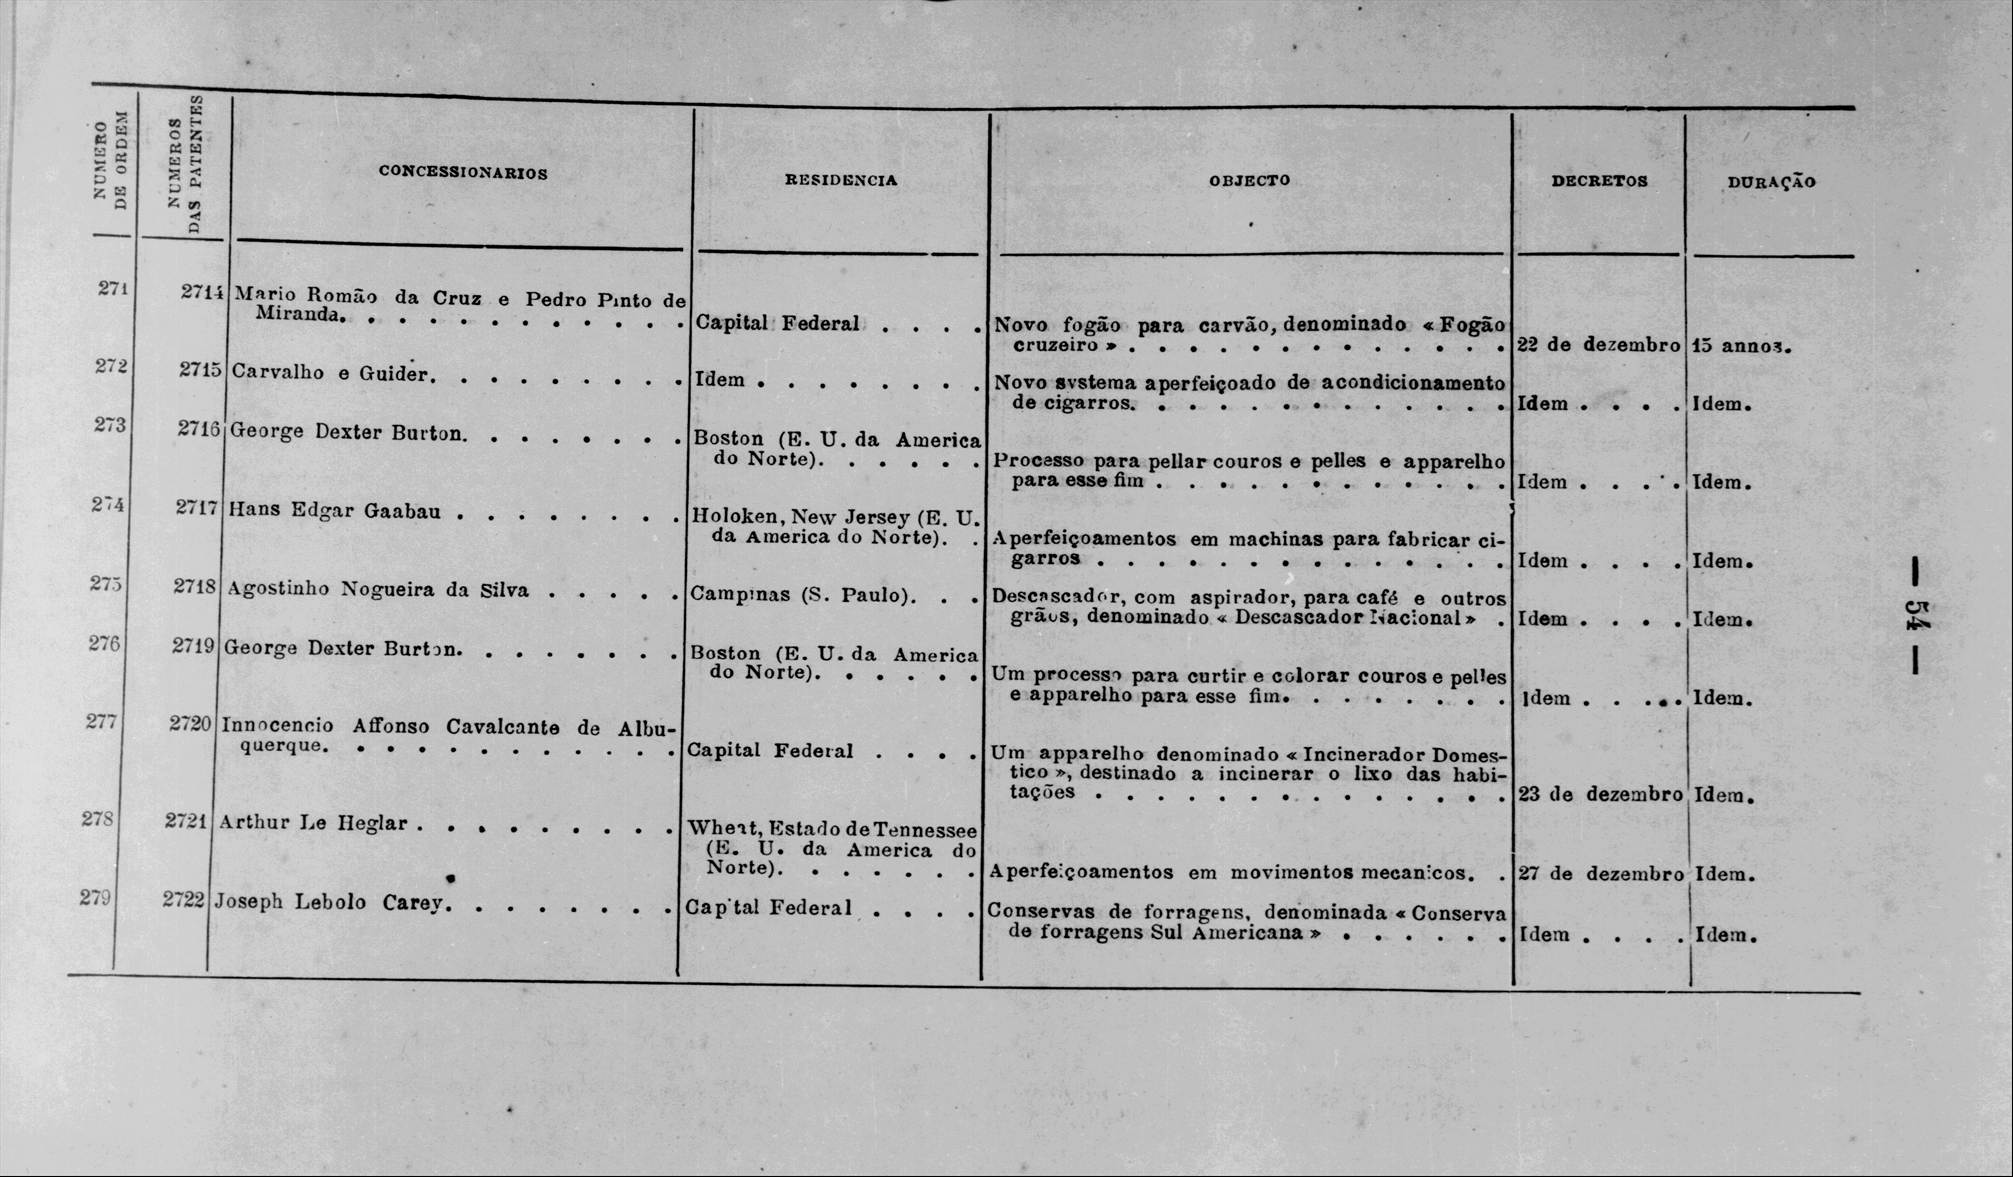 NUMERO DE ORDEM
NUMEROS DAS PATENTES
CONCESSIONARIOS
RESIDENCIA
OBJECTO
DECRETOS
DURAÇÃO
271 2714 Mario Romão da Cruz e Pedro Pinto de
Miranda. . . . . . . . . . . . Capital Federal . . . . Novo fogão para carvão, denominado « Fogão
cruzeiro » . . . . . . . . . . . . . 22 de dezembro 15 annos.
272 2715 Carvalho e Guider. . . . . . . . . Idem . . . . . . . . Novo systema aperfeiçoado de acondicionamento
de cigarros. . . . . . . . . . . . . Idem . . . . Idem.
273 2716 George Dexter Burton. . . . . . . . Boston (E. U. da America
do Norte). . . . . . Processo para pellar couros e pelles e apparelho
para esse fim . . . . . . . . . . . . Idem . . . . Idem.
274 2717 Hans Edgar Gaabau . . . . . . . . Holoken, New Jersey (E. U.
da America do Norte). . Aperfeiçoamentos em machinas para fabricar ci-
garros . . . . . . . . . . . . . . Idem . . . . Idem.
275 2718 Agostinho Nogueira da Silva . . . . . Campinas (S. Paulo). . . Descascador, com aspirador, para café e outros
grãos, denominado « Descascador Nacional » . Idem . . . . Idem.
276 2719 George Dexter Burton. . . . . . . . Boston (E. U. da America
do Norte). . . . . . Um processo para curtir e colorar couros e pelles
e apparelho para esse fim. . . . . . . . Idem . . . . . Idem.
277 2720 Innocencio Affonso Cavalcante de Albu-
querque. . . . . . . . . . . . Capital Federal . . . . Um apparelho denominado « Incinerador Domes-
tico », destinado a incinerar o lixo das habi-
tações . . . . . . . . . . . . . . 23 de dezembro Idem.
278 2721 Arthur Le Heglar . . . . . . . . . Wheat, Estado de Tennessee
(E. U. da America do
Norte). . . . . . . Aperfeiçoamentos em movimentos mecanicos. . 27 de dezembro Idem.
279 2722 Joseph Lebolo Carey. . . . . . . . Capital Federal . . . . Conservas de forragens, denominada « Conserva
de forragens Sul Americana » . . . . . . Idem . . . . Idem.
— 54 —